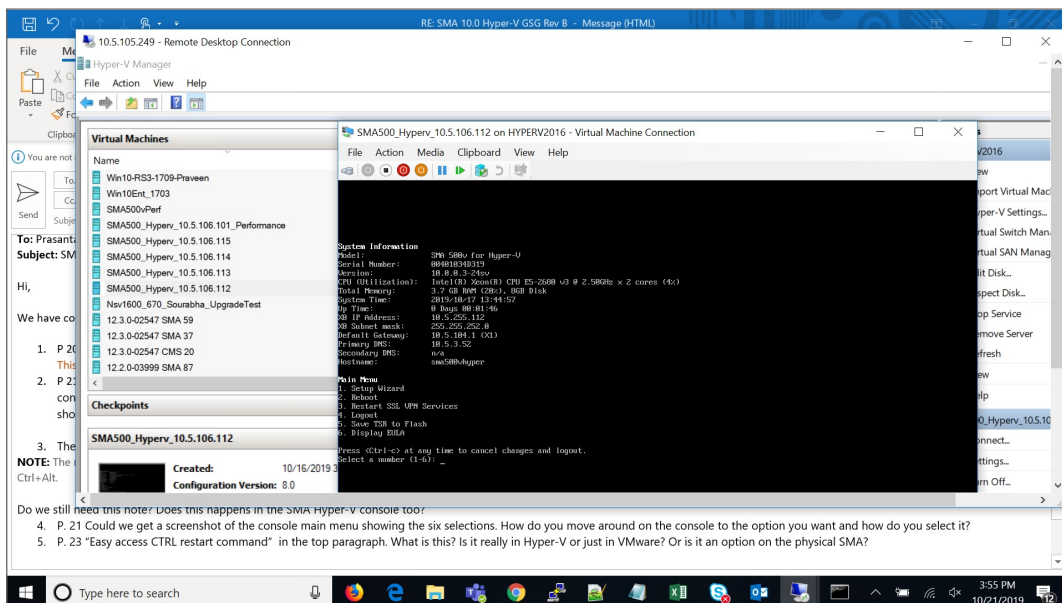 RE: SMA 10.0 Hyper-V GSG Rev B - Message (HTML)
File Me
Paste
Clipboa
You are not
Send
To.
Cc
Subje
To: Prasanta
Subject: SM
Hi,
We have co
1. P 20
This
2. P 21
con
sho
3. The
NOTE: The
Ctrl+Alt.
10.5.105.249 - Remote Desktop Connection
Hyper-V Manager
File Action View Help
Virtual Machines
Name
Win10-RS3-1709-Praveen
Win10Ent_1703
SMA500vPerf
SMA500_Hyperv_10.5.106.101_Performance
SMA500_Hyperv_10.5.106.115
SMA500_Hyperv_10.5.106.114
SMA500_Hyperv_10.5.106.113
SMA500_Hyperv_10.5.106.112
Nsv1600_670_Sourabha_UpgradeTest
12.3.0-02547 SMA 59
12.3.0-02547 SMA 37
12.3.0-02547 CMS 20
12.2.0-03999 SMA 87
Checkpoints
SMA500_Hyperv_10.5.106.112
Created: 10/16/2019 3
Configuration Version: 8.0
SMA500_Hyperv_10.5.106.112 on HYPERV2016 - Virtual Machine Connection
File Action Media Clipboard View Help
System Information
Model: SMA 500v for Hyper-V
Serial Number: 00401034D319
Version: 10.0.0.3-24sv
CPU (Utilization): Intel(R) Xeon(R) CPU E5-2680 v3 @ 2.50GHz x 2 cores (4%)
Total Memory: 3.7 GB RAM (20%), 8GB Disk
System Time: 2019/10/17 13:44:57
Up Time: 0 Days 00:01:46
X0 IP Address: 10.5.255.112
X0 Subnet mask: 255.255.252.0
Default Gateway: 10.5.104.1 (X1)
Primary DNS: 10.5.3.52
Secondary DNS: n/a
Hostname: sma500vhyper
Main Menu
1. Setup Wizard
2. Reboot
3. Restart SSL VPN Services
4. Logout
5. Save TSR to Flash
6. Display EULA
Press <Ctrl-c> at any time to cancel changes and logout.
Select a number (1-6): _
s
V2016
ew
port Virtual Mac
yper-V Settings...
rtual Switch Man
rtual SAN Manag
lit Disk...
spect Disk...
op Service
emove Server
efresh
ew
elp
0_Hyperv_10.5.10
onnect...
ttings...
urn Off...
Do we still need this note? Does this happens in the SMA Hyper-V console too?
4. P. 21 Could we get a screenshot of the console main menu showing the six selections. How do you move around on the console to the option you want and how do you select it?
5. P. 23 “Easy access CTRL restart command” in the top paragraph. What is this? Is it really in Hyper-V or just in VMware? Or is it an option on the physical SMA?
Type here to search
3:55 PM
10/21/2019
12